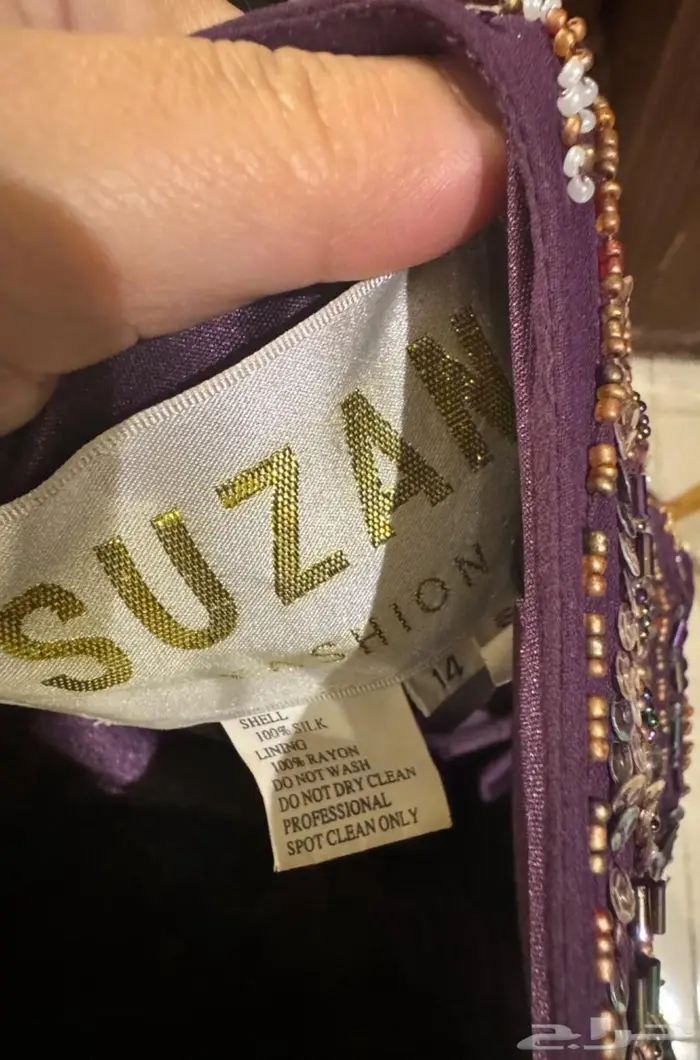 SUZAN
FASHION
14
SHELL
100% SILK
LINING
100% RAYON
DO NOT WASH
DO NOT DRY CLEAN
PROFESSIONAL
SPOT CLEAN ONLY
حراج